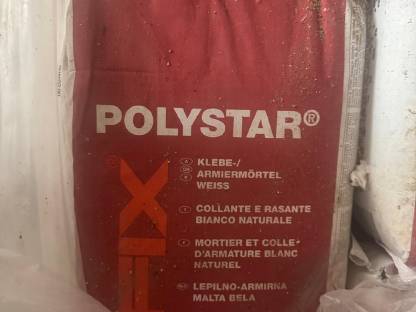 POLYSTAR®
KLEBE-/
ARMIERMÖRTEL
WEISS
COLLANTE E RASANTE
BIANCO NATURALE
MORTIER ET COLLE
D'ARMATURE BLANC
NATUREL
LEPILNO-ARMIRNA
MALTA BELA